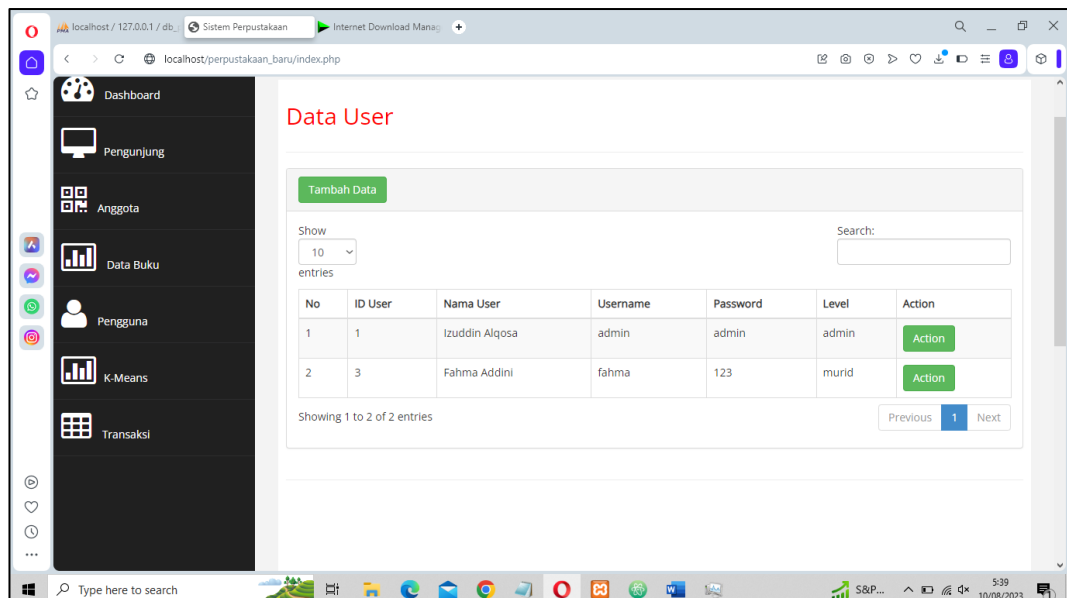 localhost / 127.0.0.1 / db_
Sistem Perpustakaan
Internet Download Manag
localhost/perpustakaan_baru/index.php
Dashboard
Pengunjung
Anggota
Data Buku
Pengguna
K-Means
Transaksi
Data User
Tambah Data
Show
10
entries
Search:
No ID User Nama User Username Password Level Action
1 1 Izuddin Alqosa admin admin admin Action
2 3 Fahma Addini fahma 123 murid Action
Showing 1 to 2 of 2 entries
Previous 1 Next
Type here to search
S&P...
5:39
10/08/2023